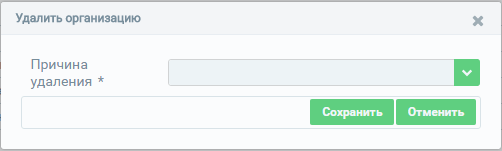 Удалить организацию
Причина
удаления *
Сохранить Отменить